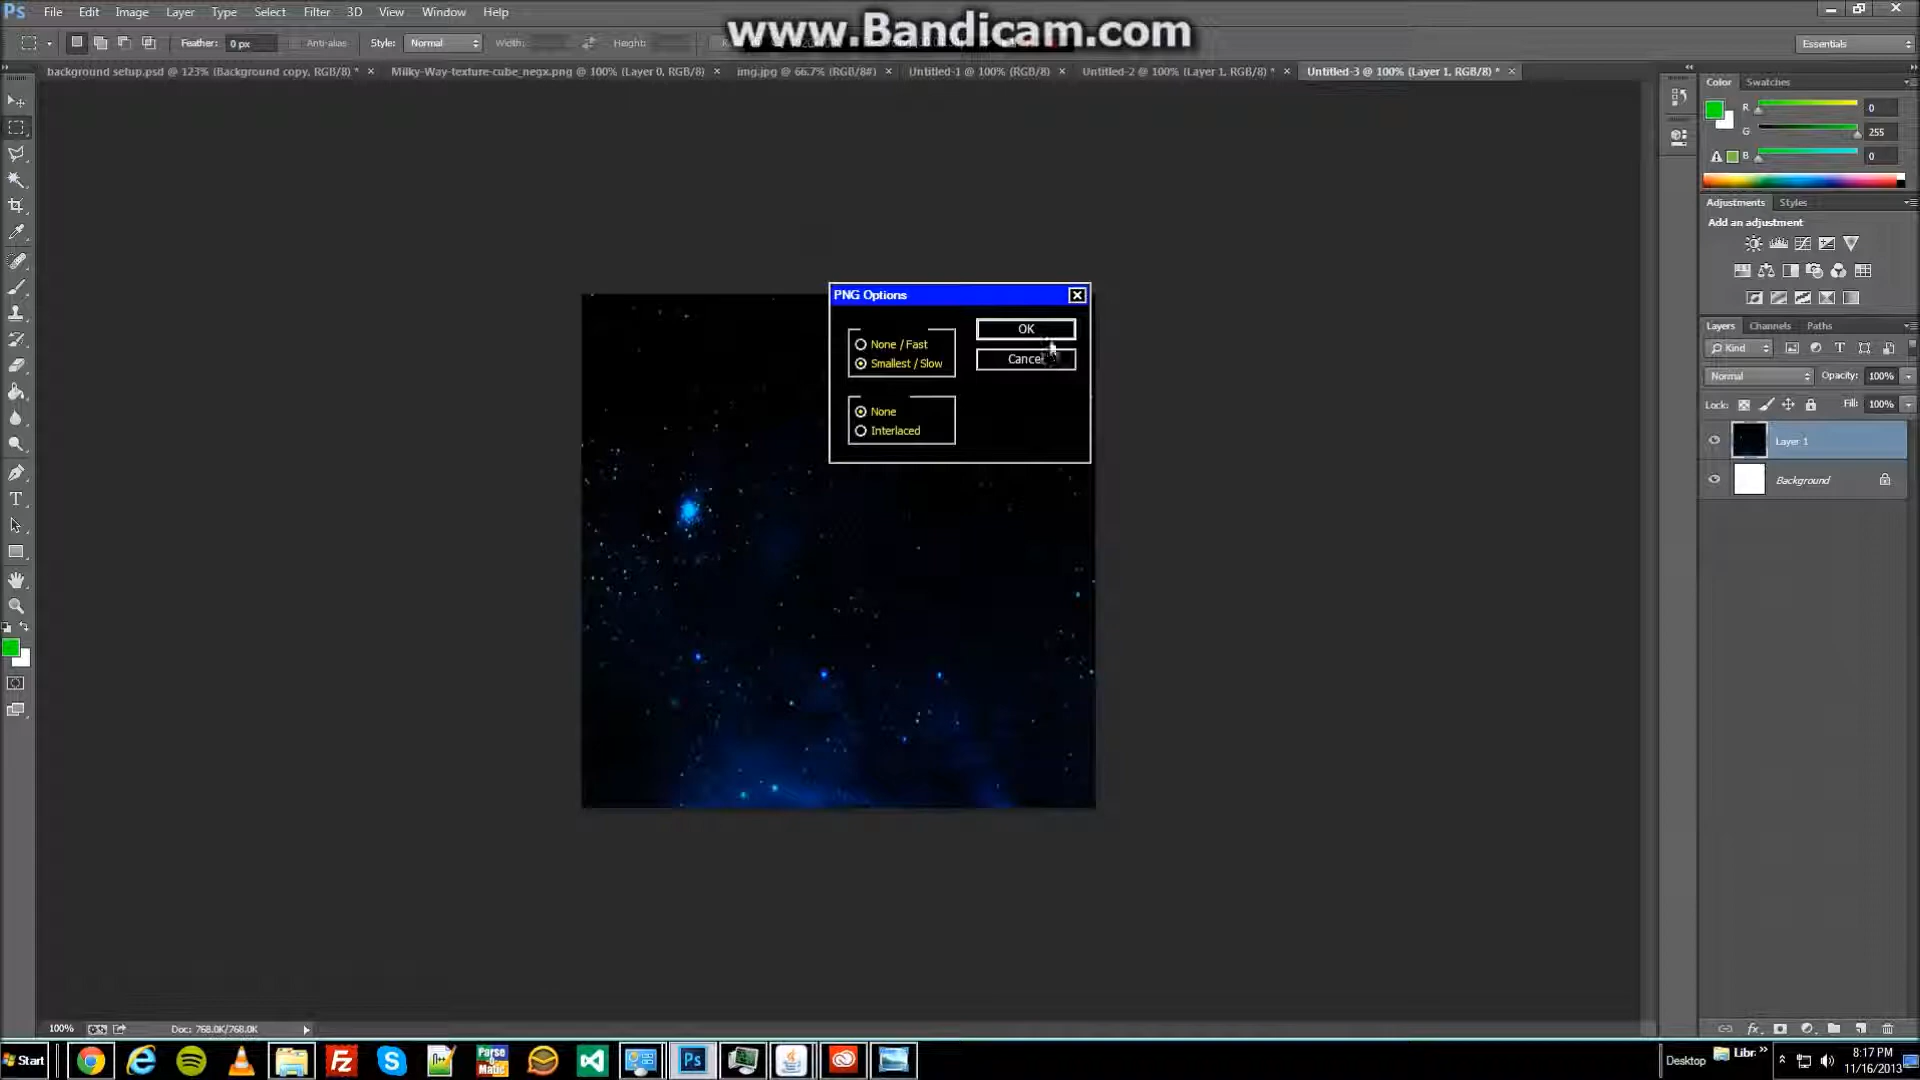 Ps File Edit Image Layer Type Select Filter 3D View Window Help
www.Bandicam.com
Feather: 0 px Anti-alias Style: Normal Width: Height:
Essentials
background setup.psd @ 123% (Background copy, RGB/8) * Milky-Way-texture-cube_negx.png @ 100% (Layer 0, RGB/8) img.jpg @ 66.7% (RGB/8#) Untitled-1 @ 100% (RGB/8) Untitled-2 @ 100% (Layer 1, RGB/8) * Untitled-3 @ 100% (Layer 1, RGB/8) *
Color Swatches
R 0
G 255
B 0
Adjustments Styles
Add an adjustment
PNG Options
OK
None / Fast
Cancel
Smallest / Slow
None
Interlaced
Layers Channels Paths
Kind
Normal Opacity: 100%
Lock: Fill: 100%
Layer 1
Background
100% Doc: 768.0K/768.0K
Start
Parse
O
Matic
Ps
Desktop Libr
8:17 PM
11/16/2013